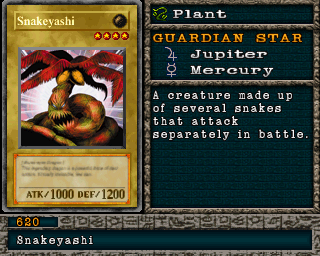 Snakeyashi
ATK/1000 DEF/1200
Plant
GUARDIAN STAR
Jupiter
Mercury
A creature made up
of several snakes
that attack
separately in battle.
620
Snakeyashi